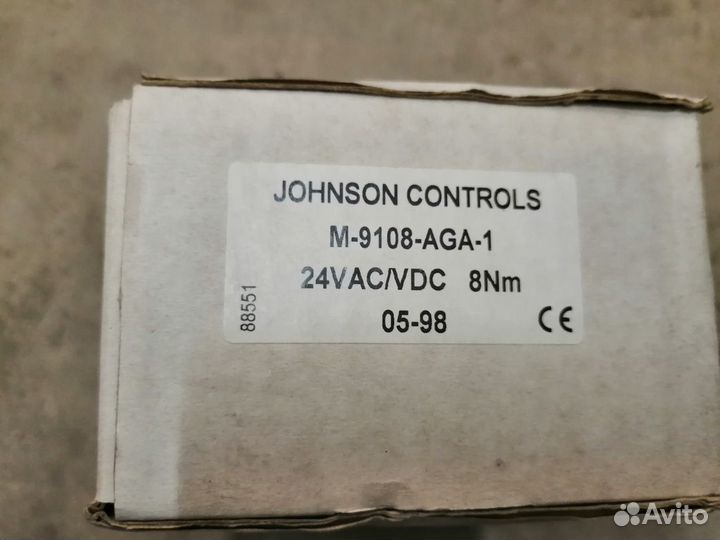 JOHNSON CONTROLS
M-9108-AGA-1
24VAC/VDC 8Nm
05-98 CE
88551
Avito